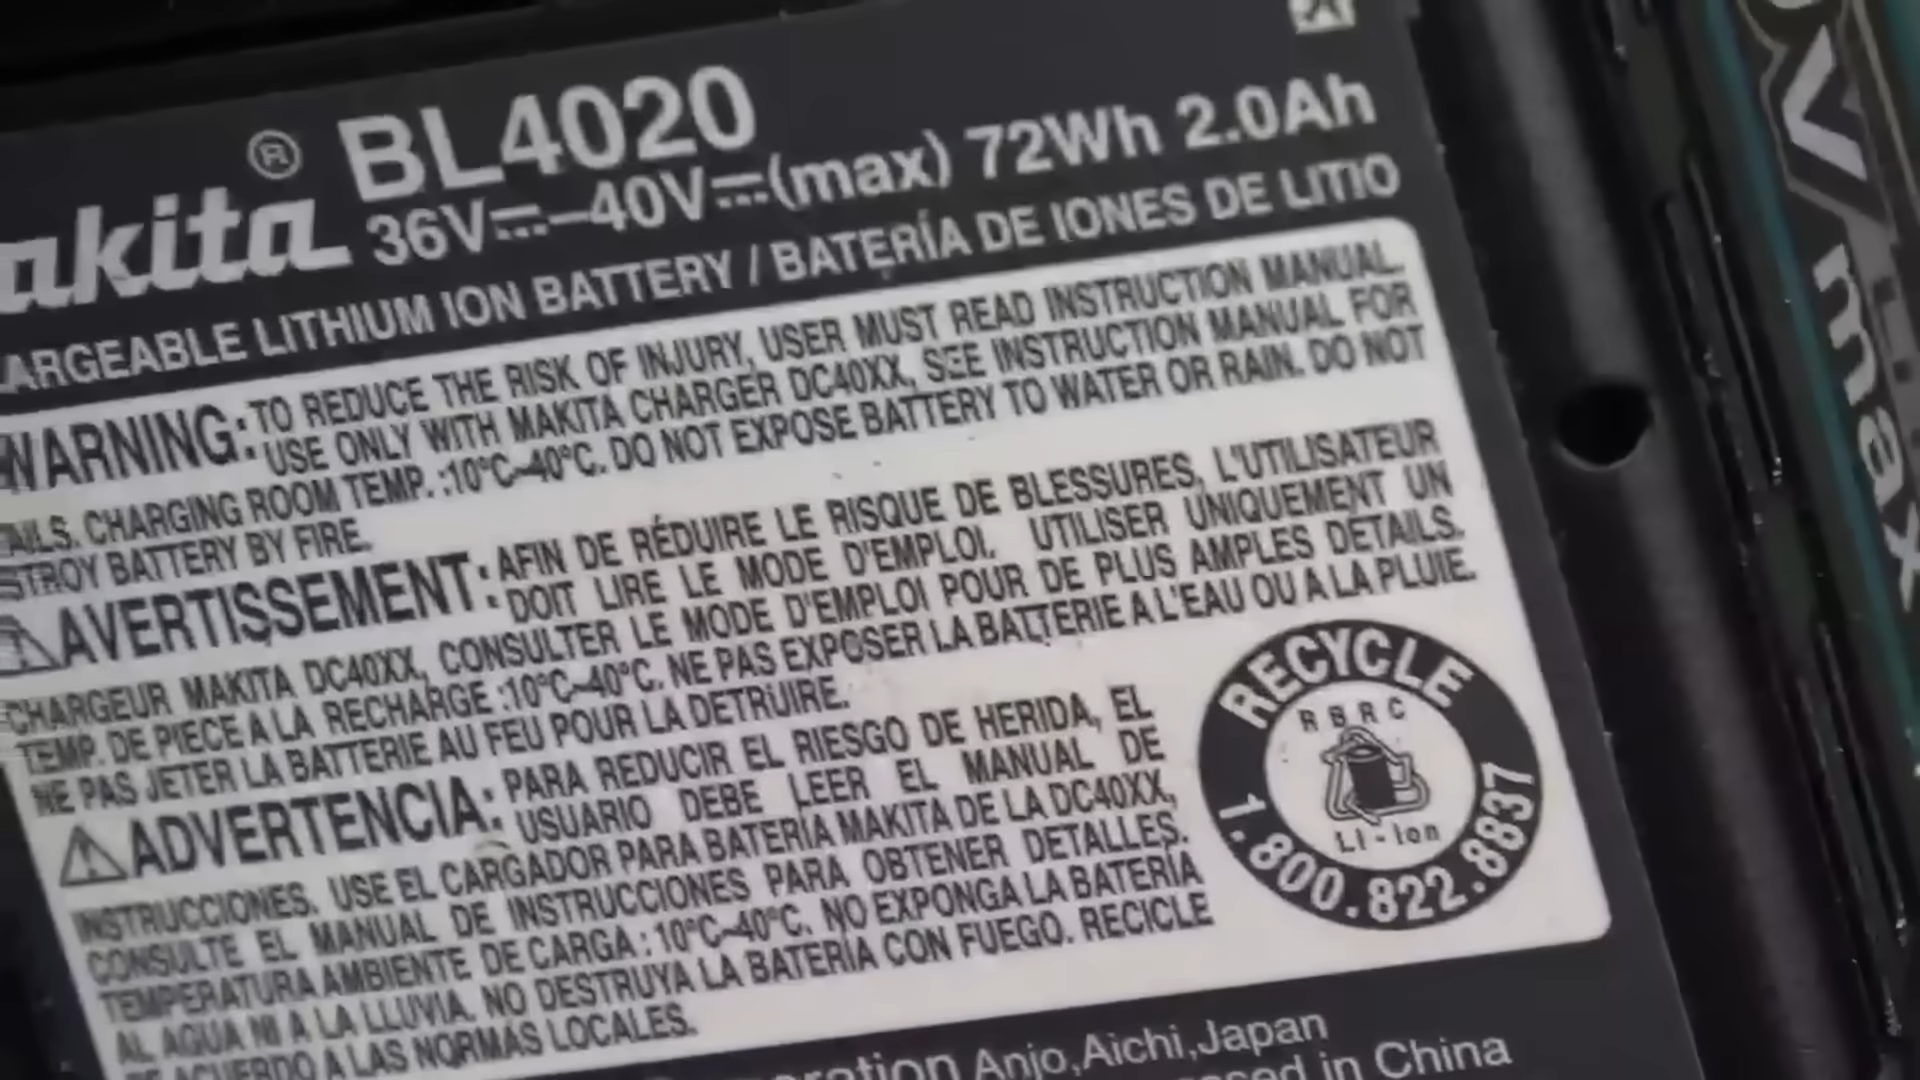 akita® BL4020
36V⎓–40V⎓(max) 72Wh 2.0Ah
ARGEABLE LITHIUM ION BATTERY / BATERÍA DE IONES DE LITIO
WARNING: TO REDUCE THE RISK OF INJURY, USER MUST READ INSTRUCTION MANUAL.
USE ONLY WITH MAKITA CHARGER DC40XX, SEE INSTRUCTION MANUAL FOR
AILS. CHARGING ROOM TEMP. :10°C–40°C. DO NOT EXPOSE BATTERY TO WATER OR RAIN. DO NOT
STROY BATTERY BY FIRE.
⚠AVERTISSEMENT: AFIN DE RÉDUIRE LE RISQUE DE BLESSURES, L'UTILISATEUR
DOIT LIRE LE MODE D'EMPLOI. UTILISER UNIQUEMENT UN
CHARGEUR MAKITA DC40XX, CONSULTER LE MODE D'EMPLOI POUR DE PLUS AMPLES DETAILS.
TEMP. DE PIECE A LA RECHARGE :10°C–40°C. NE PAS EXPOSER LA BATTERIE A L'EAU OU A LA PLUIE.
NE PAS JETER LA BATTERIE AU FEU POUR LA DETRUIRE.
⚠ADVERTENCIA: PARA REDUCIR EL RIESGO DE HERIDA, EL
USUARIO DEBE LEER EL MANUAL DE
INSTRUCCIONES. USE EL CARGADOR PARA BATERÍA MAKITA DE LA DC40XX,
CONSULTE EL MANUAL DE INSTRUCCIONES PARA OBTENER DETALLES.
TEMPERATURA AMBIENTE DE CARGA : 10°C–40°C. NO EXPONGA LA BATERÍA
AL AGUA NI A LA LLUVIA. NO DESTRUYA LA BATERÍA CON FUEGO. RECICLE
DE ACUERDO A LAS NORMAS LOCALES.
RECYCLE
RBRC
Li-ion
1.800.822.8837
oration Anjo,Aichi,Japan
in China
V max